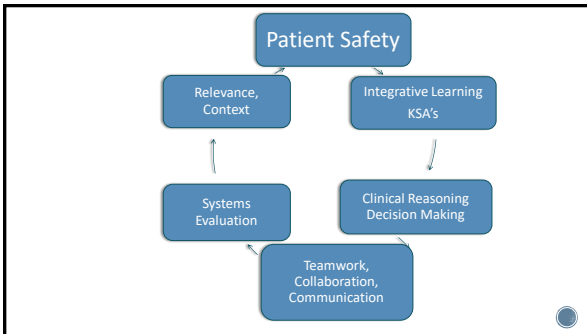 Patient Safety
Integrative Learning
KSA's
Clinical Reasoning
Decision Making
Teamwork,
Collaboration,
Communication
Systems
Evaluation
Relevance,
Context